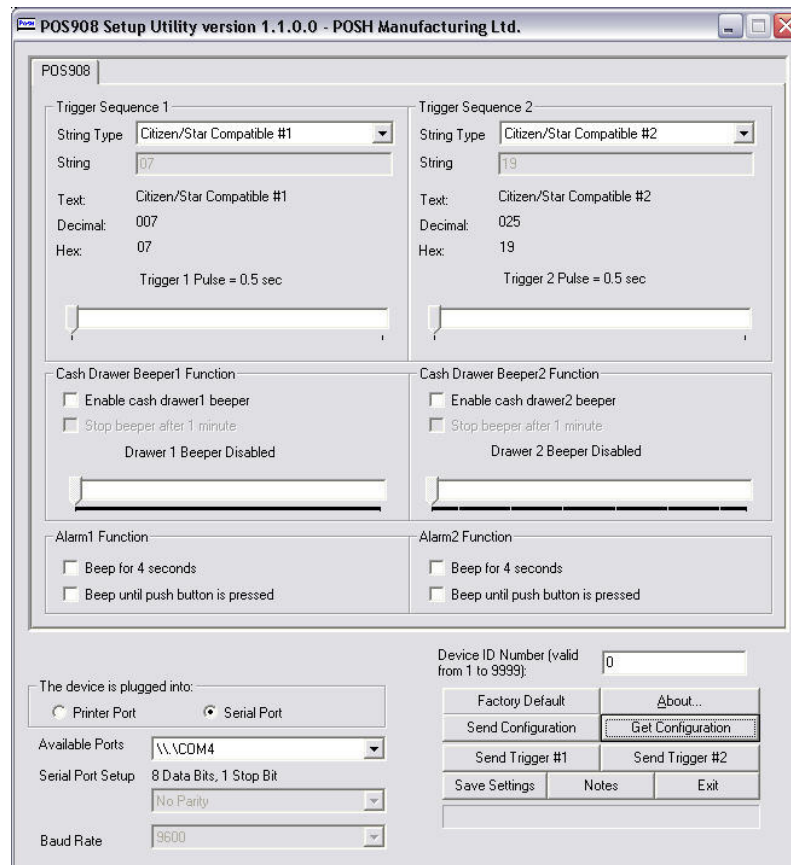 POS908 Setup Utility version 1.1.0.0 - POSH Manufacturing Ltd.
POS908
Trigger Sequence 1
String Type Citizen/Star Compatible #1
String 07
Text: Citizen/Star Compatible #1
Decimal: 007
Hex: 07
Trigger 1 Pulse = 0.5 sec
Trigger Sequence 2
String Type Citizen/Star Compatible #2
String 19
Text: Citizen/Star Compatible #2
Decimal: 025
Hex: 19
Trigger 2 Pulse = 0.5 sec
Cash Drawer Beeper1 Function
Enable cash drawer1 beeper
Stop beeper after 1 minute
Drawer 1 Beeper Disabled
Cash Drawer Beeper2 Function
Enable cash drawer2 beeper
Stop beeper after 1 minute
Drawer 2 Beeper Disabled
Alarm1 Function
Beep for 4 seconds
Beep until push button is pressed
Alarm2 Function
Beep for 4 seconds
Beep until push button is pressed
The device is plugged into:
Printer Port Serial Port
Available Ports \\.\COM4
Serial Port Setup 8 Data Bits, 1 Stop Bit
No Parity
Baud Rate 9600
Device ID Number (valid
from 1 to 9999): 0
Factory Default About...
Send Configuration Get Configuration
Send Trigger #1 Send Trigger #2
Save Settings Notes Exit